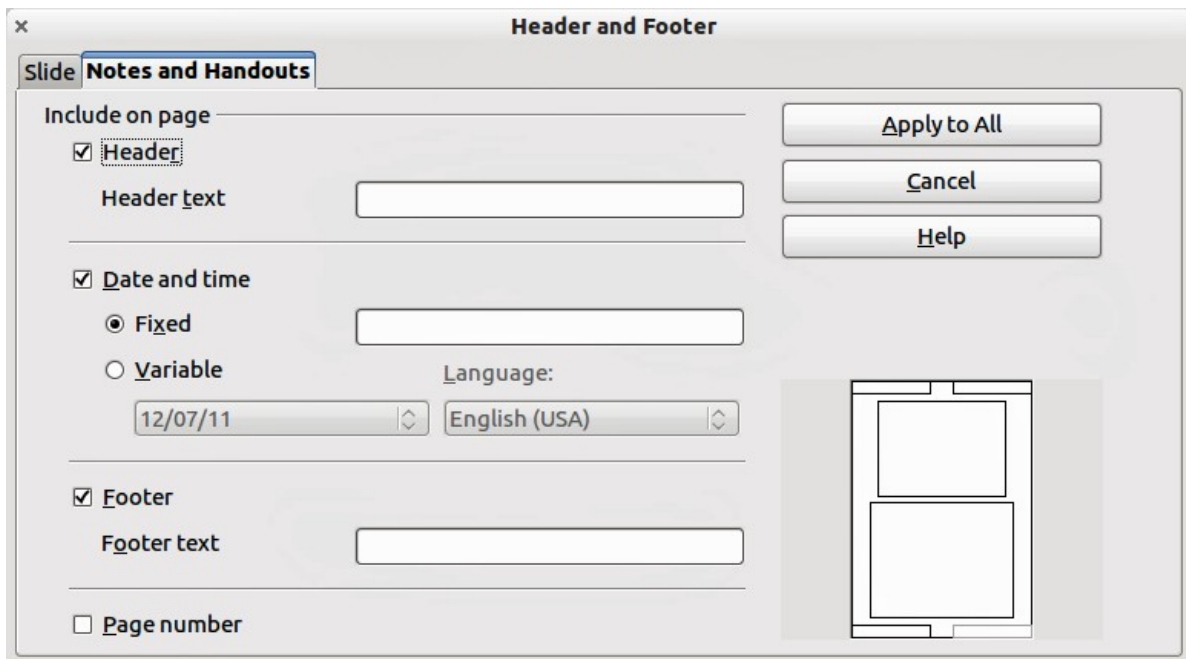 Header and Footer
Slide Notes and Handouts
Include on page
Header
Header text
Date and time
Fixed
Variable
Language:
12/07/11 English (USA)
Footer
Footer text
Page number
Apply to All
Cancel
Help